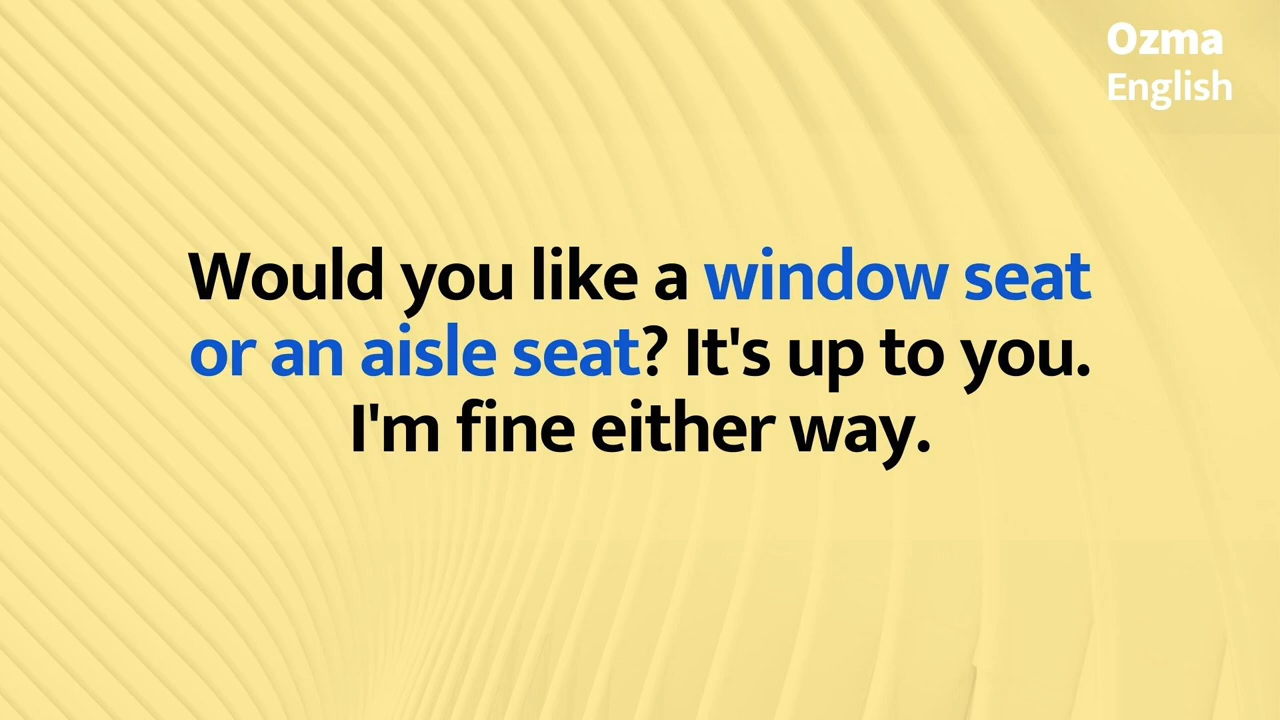 Ozma
English
Would you like a window seat
or an aisle seat? It's up to you.
I'm fine either way.